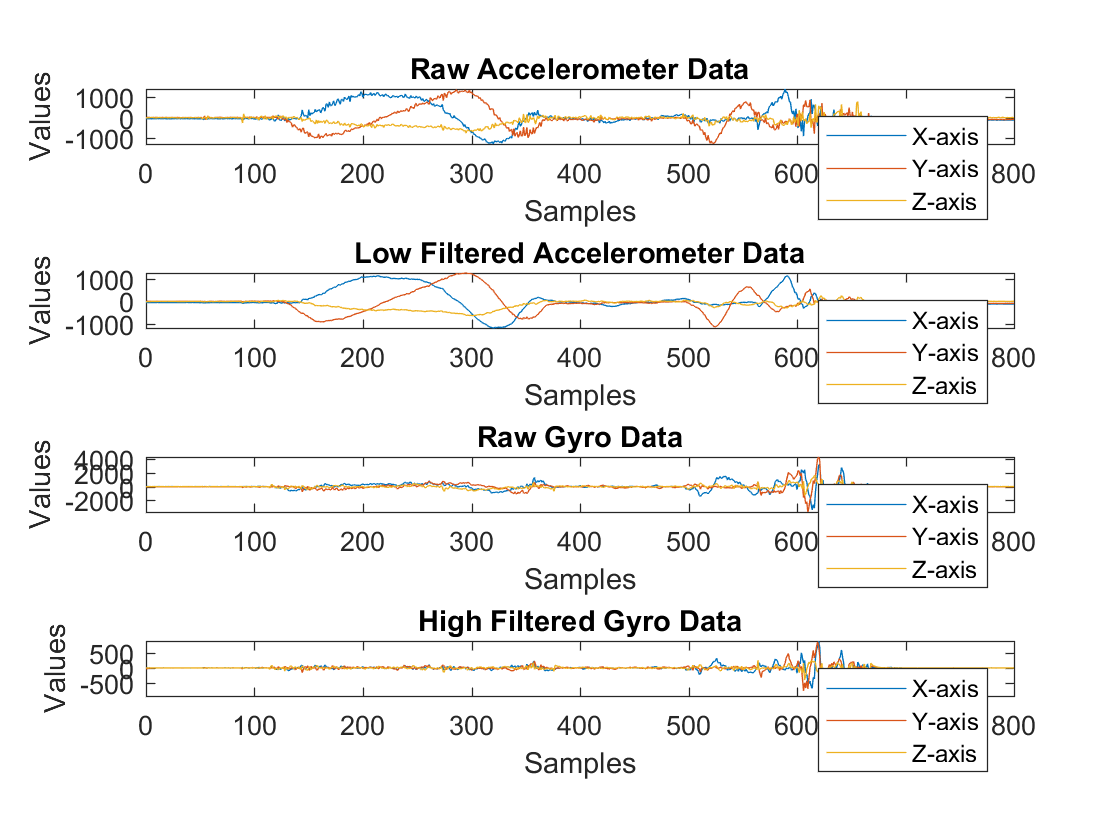 Raw Accelerometer Data
Values
1000
0
-1000
X-axis
Y-axis
Z-axis
0 100 200 300 400 500 600 800
Samples
Low Filtered Accelerometer Data
Values
1000
0
-1000
X-axis
Y-axis
Z-axis
0 100 200 300 400 500 600 800
Samples
Raw Gyro Data
Values
4000
2000
0
-2000
X-axis
Y-axis
Z-axis
0 100 200 300 400 500 600 800
Samples
High Filtered Gyro Data
Values
500
0
-500
X-axis
Y-axis
Z-axis
0 100 200 300 400 500 600 800
Samples